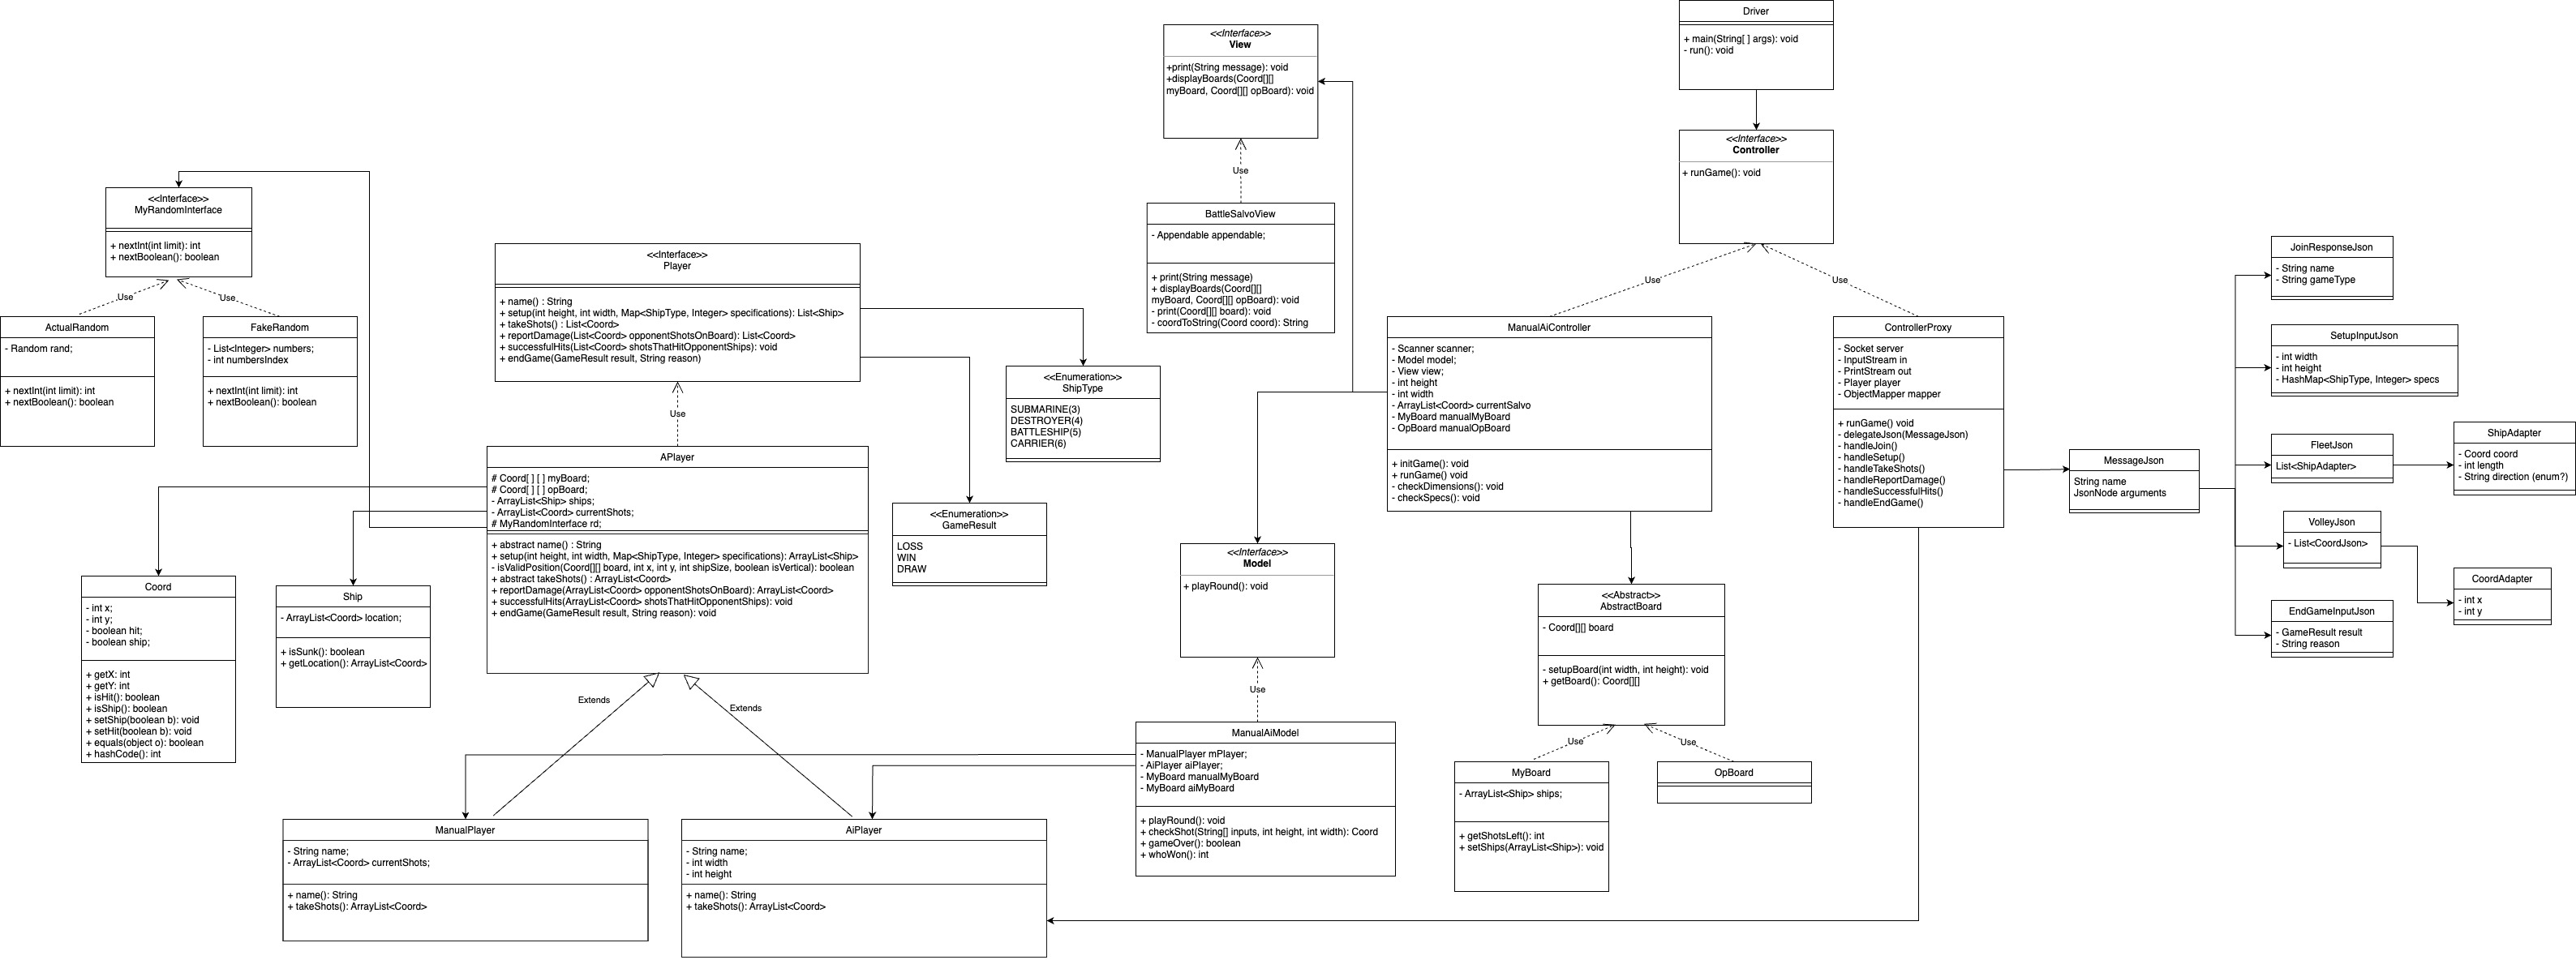 Driver
+ main(String[ ] args): void
- run(): void
<<Interface>>
View
+print(String message): void
+displayBoards(Coord[][]
myBoard, Coord[][] opBoard): void
<<Interface>>
Controller
+ runGame(): void
Use
<<Interface>>
MyRandomInterface
+ nextInt(int limit): int
+ nextBoolean(): boolean
Use
Use
ActualRandom
- Random rand;
+ nextInt(int limit): int
+ nextBoolean(): boolean
FakeRandom
- List<Integer> numbers;
- int numbersIndex
+ nextInt(int limit): int
+ nextBoolean(): boolean
<<Interface>>
Player
+ name() : String
+ setup(int height, int width, Map<ShipType, Integer> specifications): List<Ship>
+ takeShots() : List<Coord>
+ reportDamage(List<Coord> opponentShotsOnBoard): List<Coord>
+ successfulHits(List<Coord> shotsThatHitOpponentShips): void
+ endGame(GameResult result, String reason)
Use
BattleSalvoView
- Appendable appendable;
+ print(String message)
+ displayBoards(Coord[][]
myBoard, Coord[][] opBoard): void
- print(Coord[][] board): void
- coordToString(Coord coord): String
Use
Use
<<Enumeration>>
ShipType
SUBMARINE(3)
DESTROYER(4)
BATTLESHIP(5)
CARRIER(6)
<<Enumeration>>
GameResult
LOSS
WIN
DRAW
ManualAiController
- Scanner scanner;
- Model model;
- View view;
- int height
- int width
- ArrayList<Coord> currentSalvo
- MyBoard manualMyBoard
- OpBoard manualOpBoard
+ initGame(): void
+ runGame(): void
- checkDimensions(): void
- checkSpecs(): void
ControllerProxy
- Socket server
- InputStream in
- PrintStream out
- Player player
- ObjectMapper mapper
+ runGame() void
- delegateJson(MessageJson)
- handleJoin()
- handleSetup()
- handleTakeShots()
- handleReportDamage()
- handleSuccessfulHits()
- handleEndGame()
MessageJson
String name
JsonNode arguments
JoinResponseJson
- String name
- String gameType
SetupInputJson
- int width
- int height
- HashMap<ShipType, Integer> specs
FleetJson
List<ShipAdapter>
ShipAdapter
- Coord coord
- int length
- String direction (enum?)
VolleyJson
- List<CoordJson>
CoordAdapter
- int x
- int y
EndGameInputJson
- GameResult result
- String reason
APlayer
# Coord[ ] [ ] myBoard;
# Coord[ ] [ ] opBoard;
- ArrayList<Ship> ships;
- ArrayList<Coord> currentShots;
# MyRandomInterface rd;
+ abstract name() : String
+ setup(int height, int width, Map<ShipType, Integer> specifications): ArrayList<Ship>
- isValidPosition(Coord[][] board, int x, int y, int shipSize, boolean isVertical): boolean
+ abstract takeShots() : ArrayList<Coord>
+ reportDamage(ArrayList<Coord> opponentShotsOnBoard): ArrayList<Coord>
+ successfulHits(ArrayList<Coord> shotsThatHitOpponentShips): void
+ endGame(GameResult result, String reason): void
Coord
- int x;
- int y;
- boolean hit;
- boolean ship;
+ getX: int
+ getY: int
+ isHit(): boolean
+ isShip(): boolean
+ setShip(boolean b): void
+ setHit(boolean b): void
+ equals(object o): boolean
+ hashCode(): int
Ship
- ArrayList<Coord> location;
+ isSunk(): boolean
+ getLocation(): ArrayList<Coord>
<<Interface>>
Model
+ playRound(): void
Use
<<Abstract>>
AbstractBoard
- Coord[][] board
- setupBoard(int width, int height): void
+ getBoard(): Coord[][]
Use
Use
Extends
Extends
ManualAiModel
- ManualPlayer mPlayer;
- AiPlayer aiPlayer;
- MyBoard manualMyBoard
- MyBoard aiMyBoard
+ playRound(): void
+ checkShot(String[] inputs, int height, int width): Coord
+ gameOver(): boolean
+ whoWon(): int
MyBoard
- ArrayList<Ship> ships;
+ getShotsLeft(): int
+ setShips(ArrayList<Ship>): void
OpBoard
ManualPlayer
- String name;
- ArrayList<Coord> currentShots;
+ name(): String
+ takeShots(): ArrayList<Coord>
AiPlayer
- String name;
- int width
- int height
+ name(): String
+ takeShots(): ArrayList<Coord>